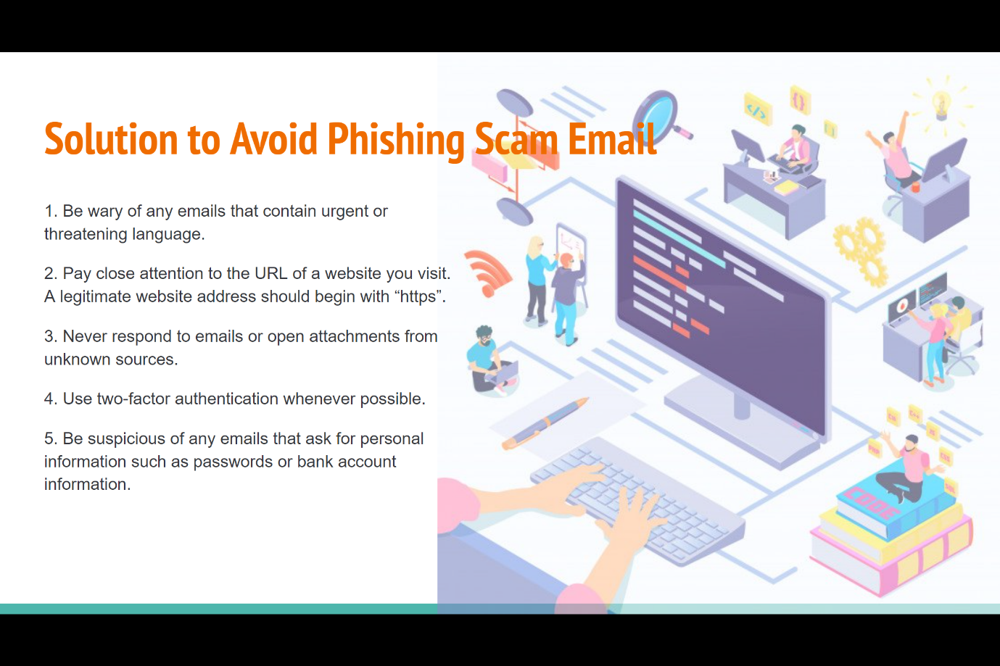 Solution to Avoid Phishing Scam Email
1. Be wary of any emails that contain urgent or
threatening language.
2. Pay close attention to the URL of a website you visit.
A legitimate website address should begin with “https”.
3. Never respond to emails or open attachments from
unknown sources.
4. Use two-factor authentication whenever possible.
5. Be suspicious of any emails that ask for personal
information such as passwords or bank account
information.
</>
{}
C++
PHP
CSS
SQL
CODE